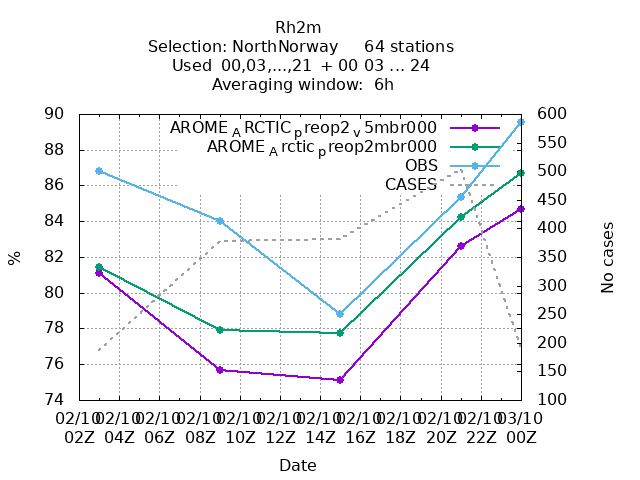 Rh2m
Selection: NorthNorway 64 stations
Used 00,03,...,21 + 00 03 ... 24
Averaging window: 6h
90
88
86
84
82
80
78
76
74
%
600
550
500
450
400
350
300
250
200
150
100
No cases
AROME_ARCTIC_preop2_v5mbr000
AROME_Arctic_preop2mbr000
OBS
CASES
02/10 02/10 02/10 02/10 02/10 02/10 02/10 02/10 02/10 02/10 02/10 03/10
02Z 04Z 06Z 08Z 10Z 12Z 14Z 16Z 18Z 20Z 22Z 00Z
Date